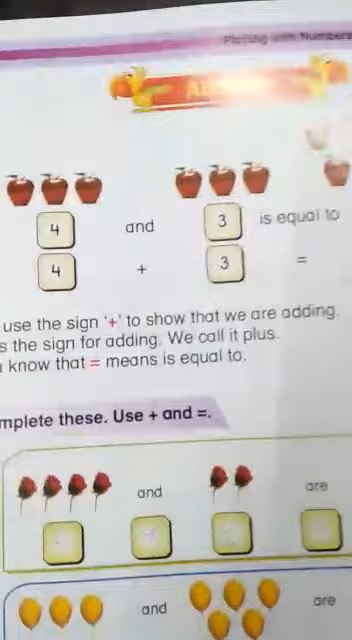 Playing with Numbers
4 and 3 is equal to
4 + 3 =
use the sign '+' to show that we are adding.
the sign for adding. We call it plus.
know that = means is equal to.
these. Use + and =.
and are
and are